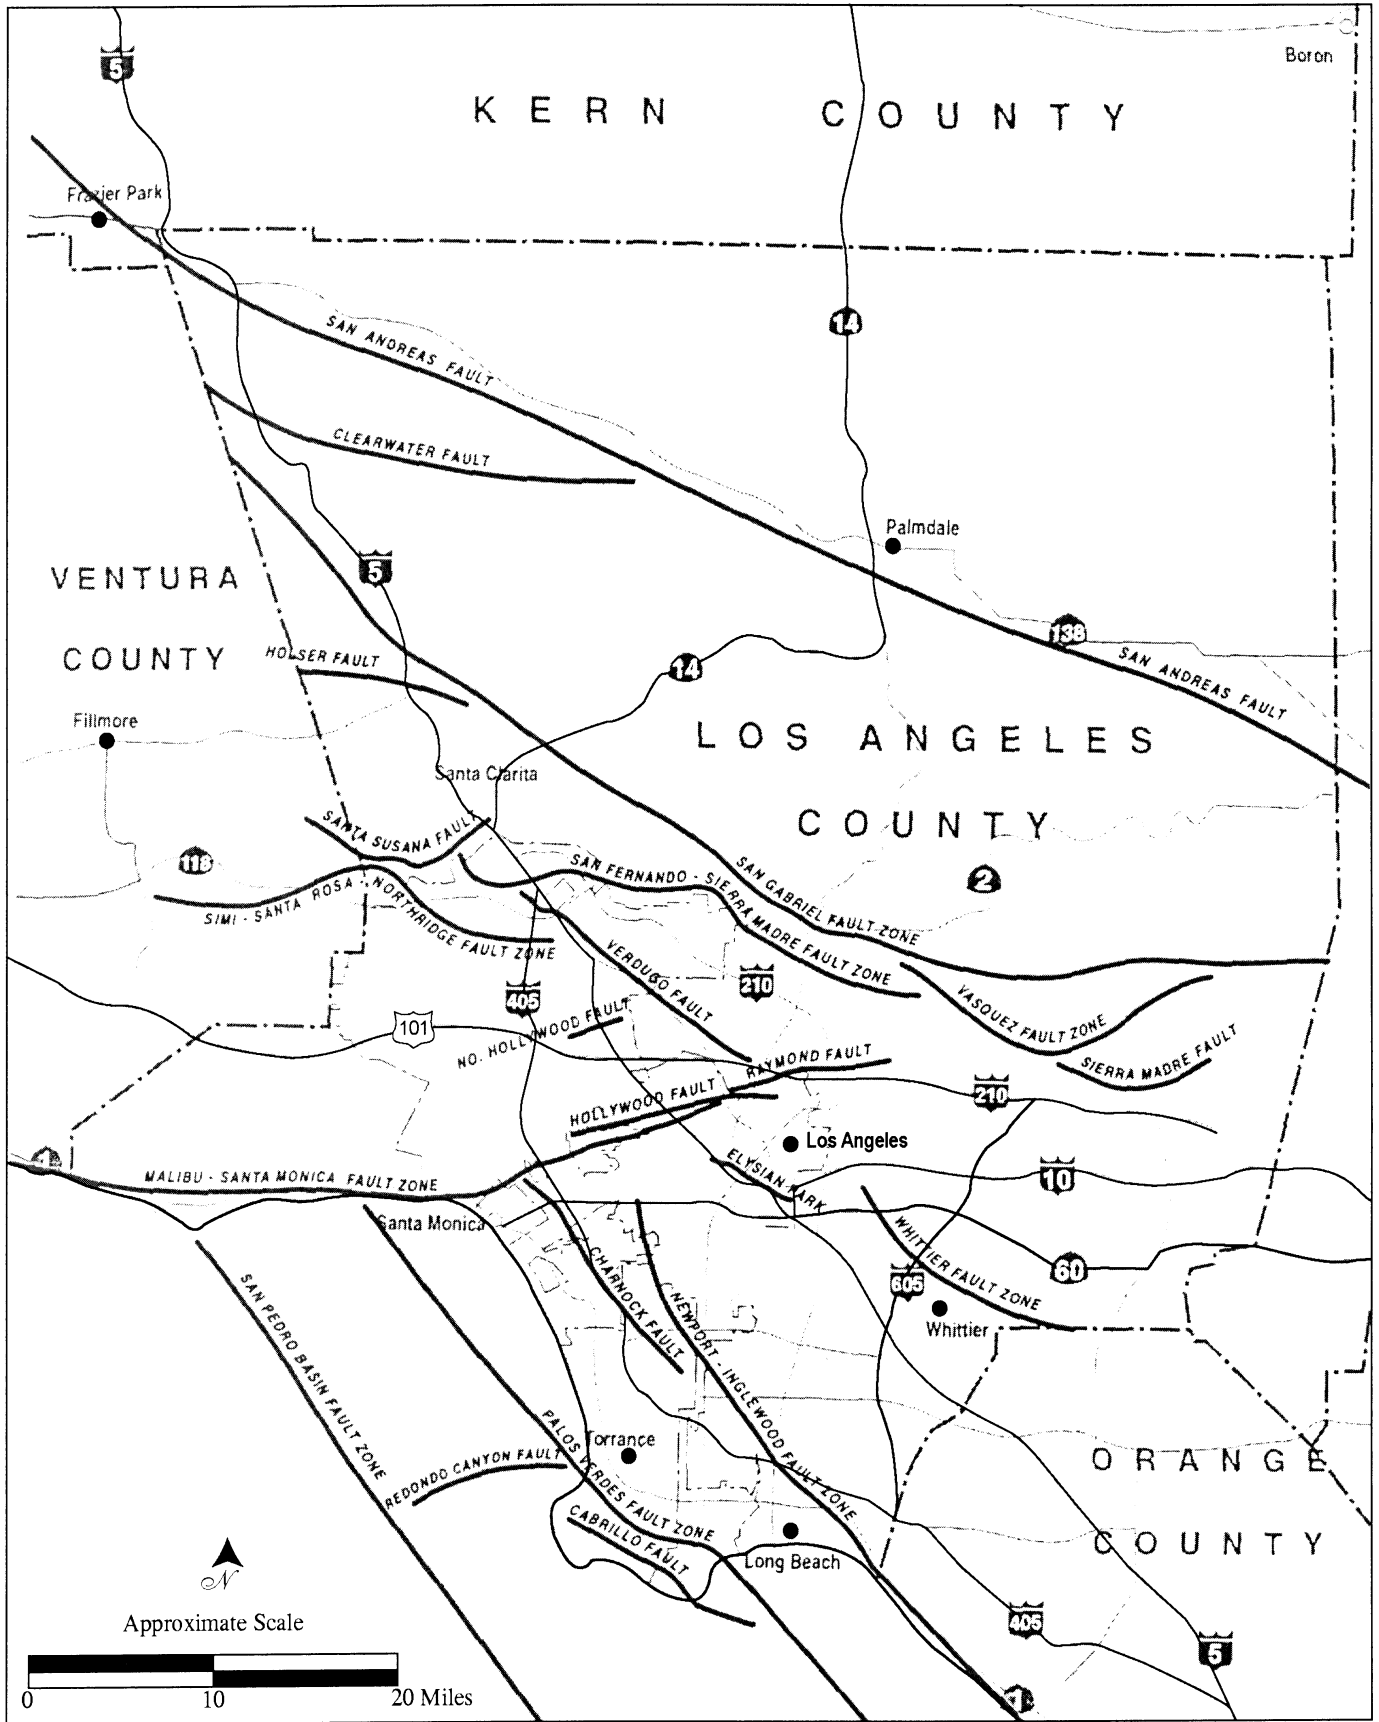 5
Boron
KERN COUNTY
Frazier Park
14
SAN ANDREAS FAULT
CLEARWATER FAULT
Palmdale
VENTURA
COUNTY
5
138
HOLSER FAULT
14
SAN ANDREAS FAULT
Fillmore
LOS ANGELES
COUNTY
Santa Clarita
SANTA SUSANA FAULT
118
SAN FERNANDO - SIERRA MADRE FAULT ZONE
SAN GABRIEL FAULT ZONE
2
SIMI - SANTA ROSA - NORTHRIDGE FAULT ZONE
VERDUGO FAULT
210
405
VASQUEZ FAULT ZONE
101
NO. HOLLYWOOD FAULT
RAYMOND FAULT
SIERRA MADRE FAULT
HOLLYWOOD FAULT
210
Los Angeles
1
MALIBU - SANTA MONICA FAULT ZONE
ELYSIAN PARK
10
Santa Monica
WHITTIER FAULT ZONE
60
CHARNOCK FAULT
605
SAN PEDRO BASIN FAULT ZONE
NEWPORT - INGLEWOOD FAULT ZONE
Whittier
PALOS VERDES FAULT ZONE
Torrance
REDONDO CANYON FAULT
ORANGE
COUNTY
CABRILLO FAULT
Long Beach
N
Approximate Scale
405
5
0 10 20 Miles
1